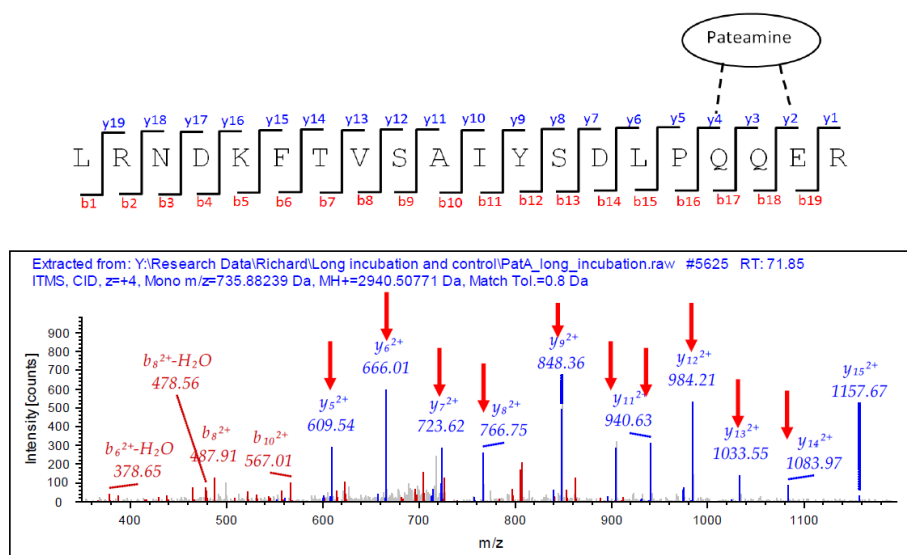 Pateamine
y19 y18 y17 y16 y15 y14 y13 y12 y11 y10 y9 y8 y7 y6 y5 y4 y3 y2 y1
L R N D K F T V S A I Y S D L P Q Q E R
b1 b2 b3 b4 b5 b6 b7 b8 b9 b10 b11 b12 b13 b14 b15 b16 b17 b18 b19
Extracted from: Y:\Research Data\Richard\Long incubation and control\PatA_long_incubation.raw #5625 RT: 71.85
ITMS, CID, z=+4, Mono m/z=735.88239 Da, MH+=2940.50771 Da, Match Tol.=0.8 Da
Intensity [counts]
900
800
700
600
500
400
300
200
100
0
b₆²⁺-H₂O
378.65
b₈²⁺-H₂O
478.56
b₈²⁺
487.91
b₁₀²⁺
567.01
y₅²⁺
609.54
y₆²⁺
666.01
y₇²⁺
723.62
y₈²⁺
766.75
y₉²⁺
848.36
y₁₁²⁺
940.63
y₁₂²⁺
984.21
y₁₃²⁺
1033.55
y₁₄²⁺
1083.97
y₁₅²⁺
1157.67
400 500 600 700 800 900 1000 1100
m/z